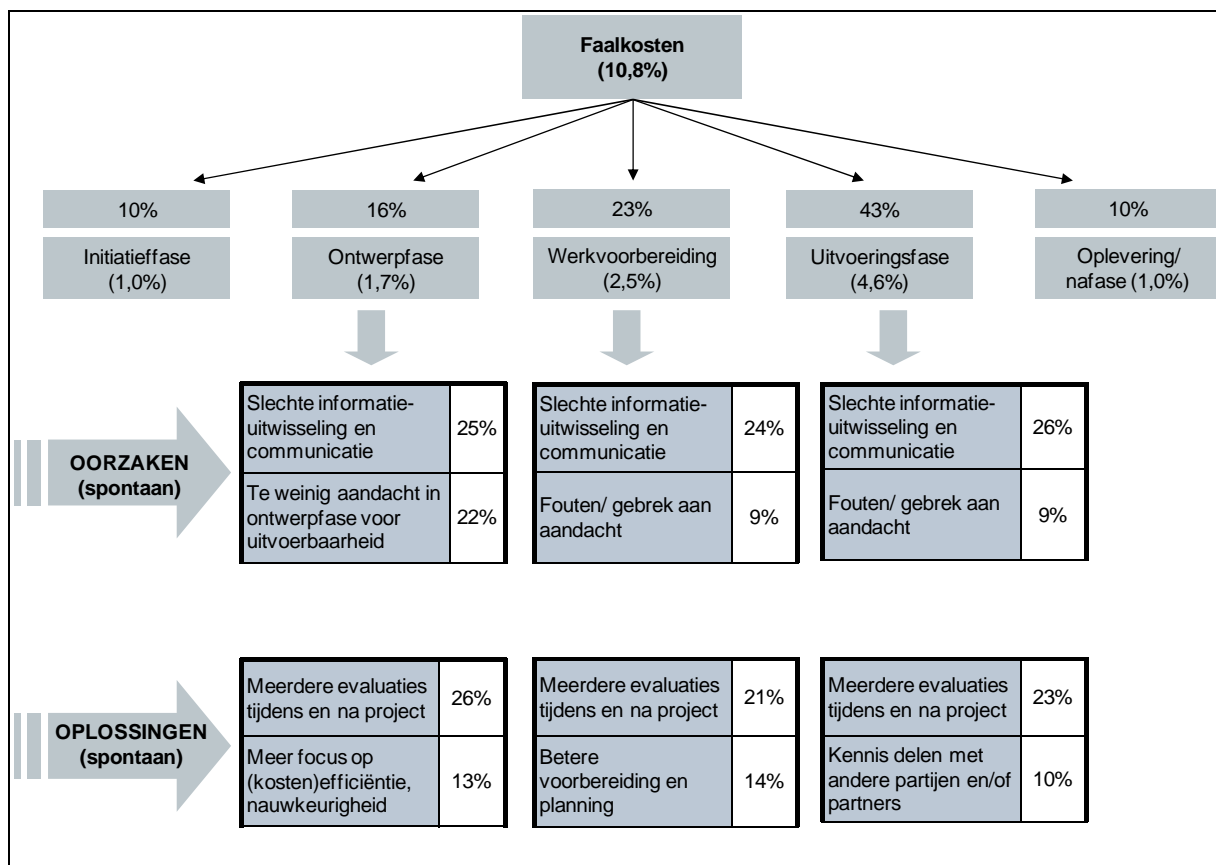 Faalkosten
(10,8%)
10%
16%
23%
43%
10%
Initiatieffase
(1,0%)
Ontwerpfase
(1,7%)
Werkvoorbereiding
(2,5%)
Uitvoeringsfase
(4,6%)
Oplevering/
nafase (1,0%)
OORZAKEN
(spontaan)
Slechte informatie-
uitwisseling en
communicatie
25%
Te weinig aandacht in
ontwerpfase voor
uitvoerbaarheid
22%
Slechte informatie-
uitwisseling en
communicatie
24%
Fouten/ gebrek aan
aandacht
9%
Slechte informatie-
uitwisseling en
communicatie
26%
Fouten/ gebrek aan
aandacht
9%
OPLOSSINGEN
(spontaan)
Meerdere evaluaties
tijdens en na project
26%
Meer focus op
(kosten)efficiëntie,
nauwkeurigheid
13%
Meerdere evaluaties
tijdens en na project
21%
Betere
voorbereiding en
planning
14%
Meerdere evaluaties
tijdens en na project
23%
Kennis delen met
andere partijen en/of
partners
10%